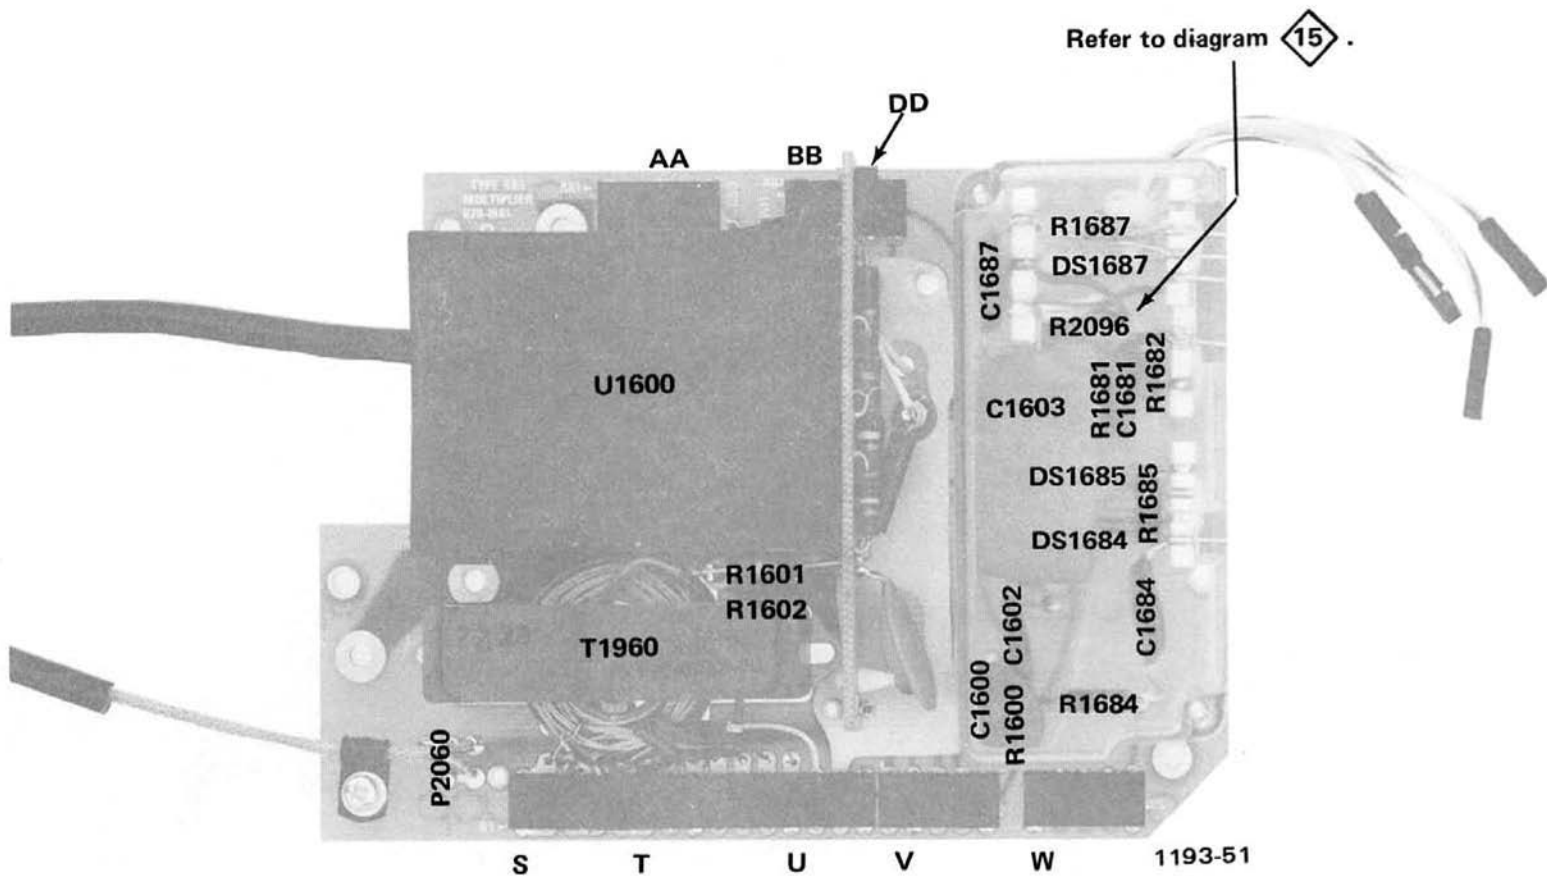 Refer to diagram 15 .
DD
AA
BB
R1687
DS1687
C1687
R2096
U1600
C1603
R1681
C1681
R1682
DS1685
R1685
DS1684
R1601
R1602
C1602
C1684
T1960
C1600
R1600
R1684
P2060
S T U V W
1193-51